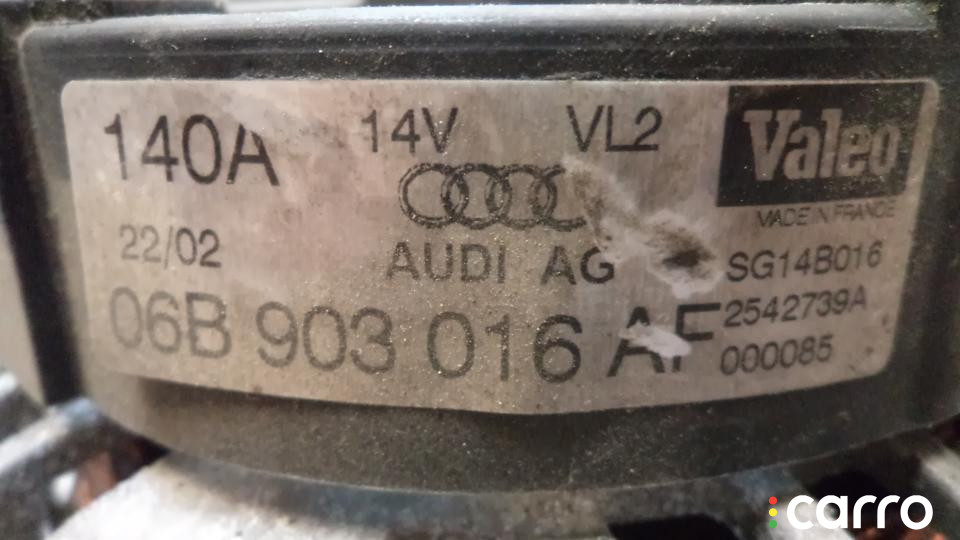 140A 14V VL2 Valeo
MADE IN FRANCE
22/02 AUDI AG SG14B016
06B 903 016 AF 2542739A
000085
carro